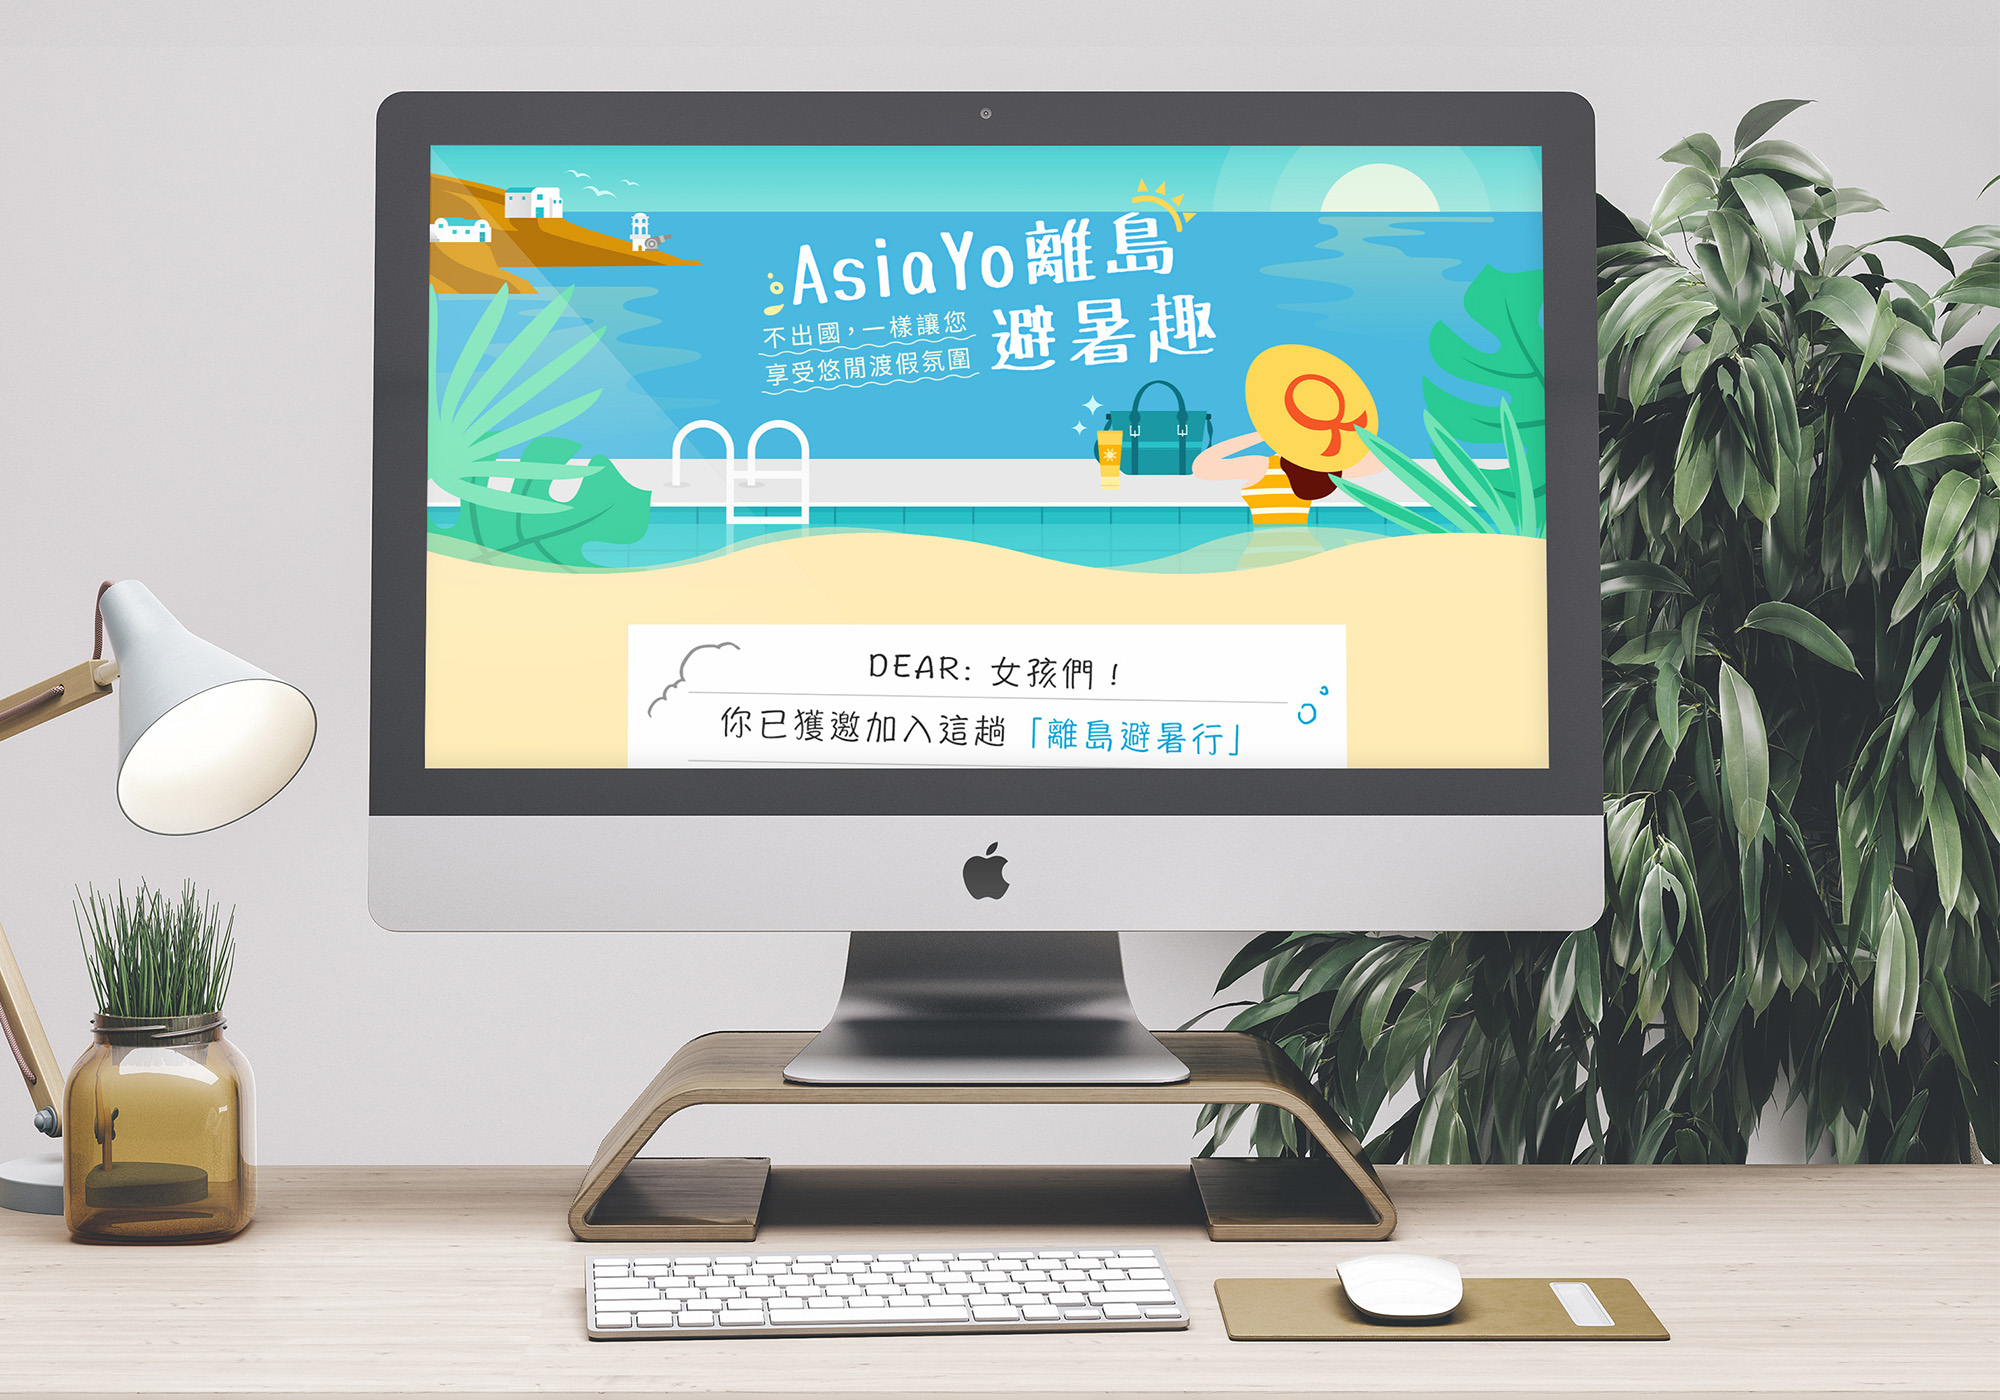 AsiaYo離島
避暑趣
不出國，一樣讓您
享受悠閒渡假氛圍
DEAR: 女孩們！
你已獲邀加入這趟「離島避暑行」